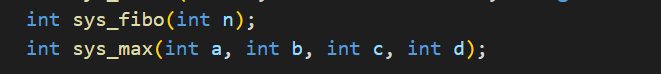 int sys_fibo(int n);
int sys_max(int a, int b, int c, int d);